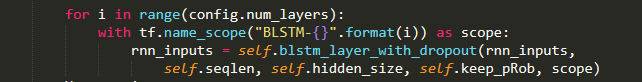 for i in range(config.num_layers):
with tf.name_scope("BLSTM-{}".format(i)) as scope:
rnn_inputs = self.blstm_layer_with_dropout(rnn_inputs,
self.seqlen, self.hidden_size, self.keep_pRob, scope)